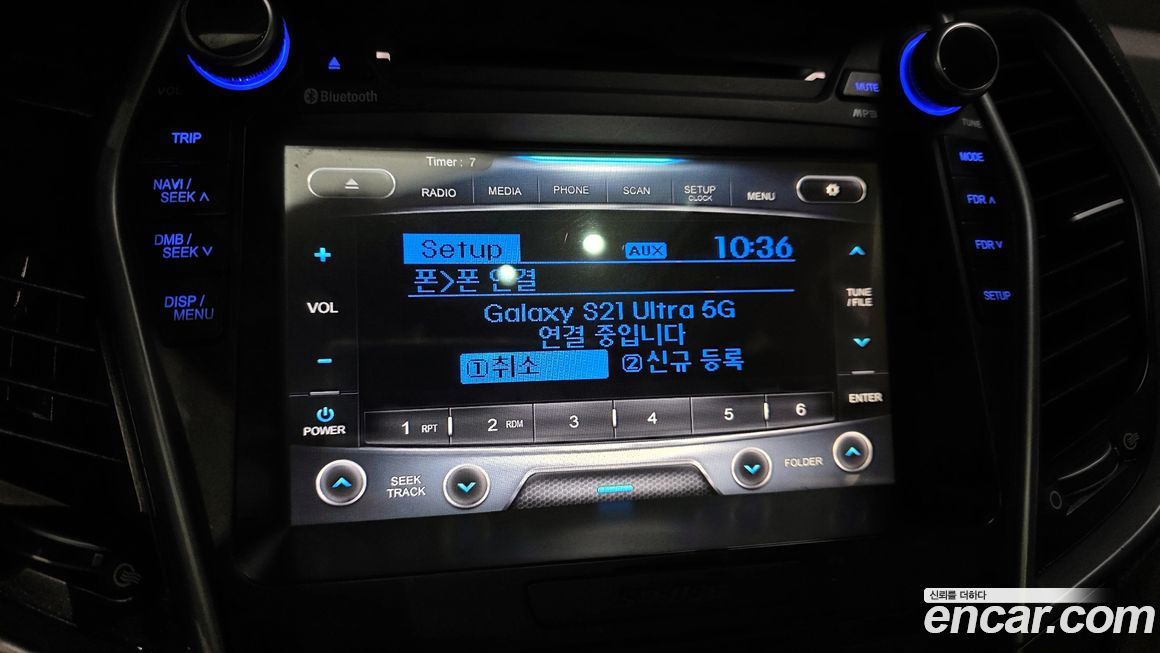 VOL
Bluetooth
MUTE
MP3
TUNE
TRIP
MODE
NAVI /
SEEK ∧
FDR ∧
DMB /
SEEK ∨
FDR ∨
DISP /
MENU
SETUP
Timer : 7
RADIO MEDIA PHONE SCAN SETUP MENU
CLOCK
Setup AUX 10:36
폰>폰 연결
Galaxy S21 Ultra 5G
연결 중입니다
①취소 ②신규 등록
+
VOL
−
POWER
TUNE
/FILE
ENTER
1 RPT 2 RDM 3 4 5 6
SEEK
TRACK
FOLDER
신뢰를 더하다
encar.com